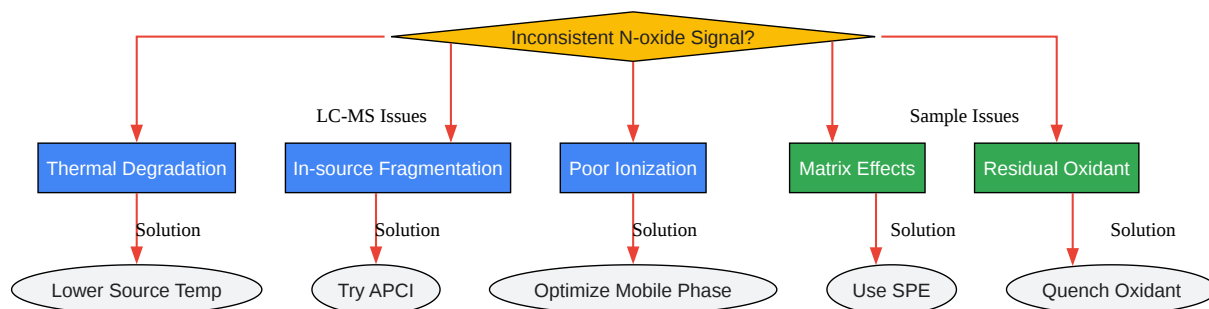 Inconsistent N-oxide Signal?
LC-MS Issues
Sample Issues
Thermal Degradation
In-source Fragmentation
Poor Ionization
Matrix Effects
Residual Oxidant
Solution
Solution
Solution
Solution
Solution
Lower Source Temp
Try APCI
Optimize Mobile Phase
Use SPE
Quench Oxidant